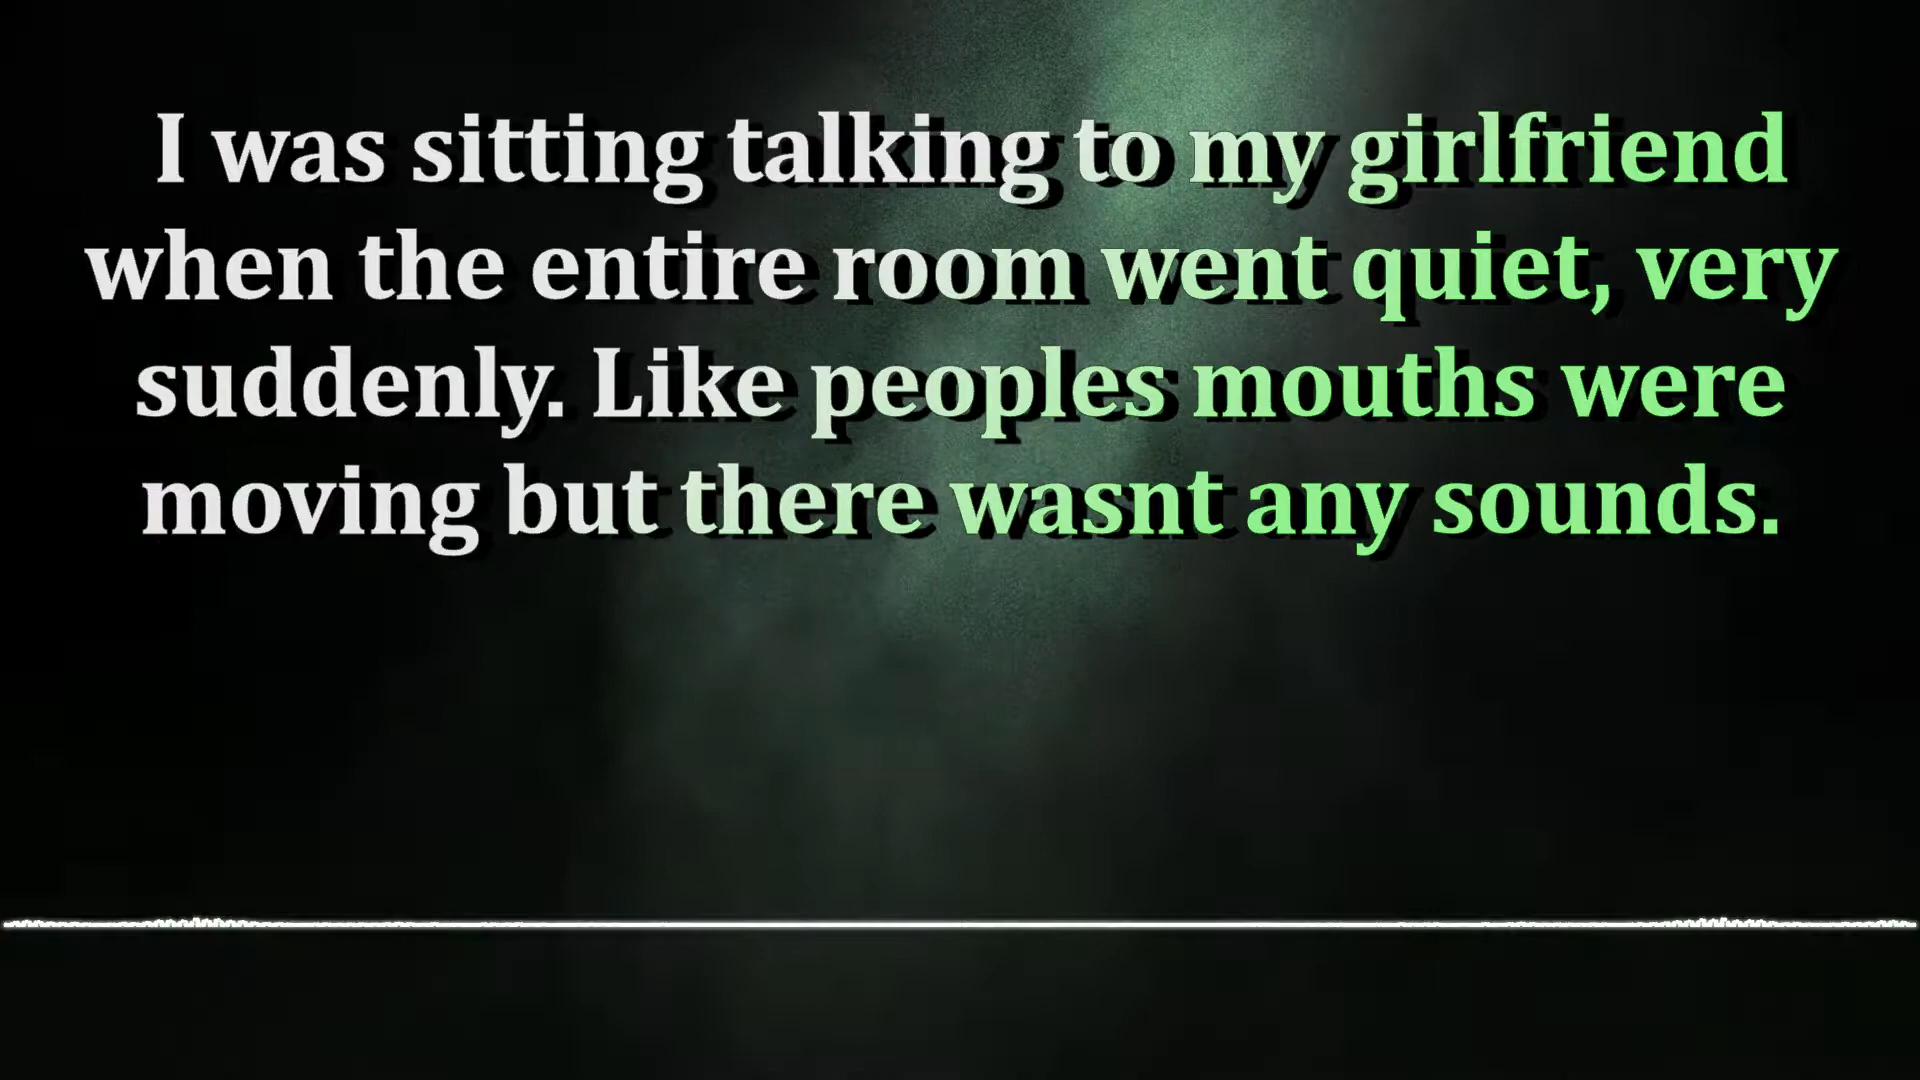 I was sitting talking to my girlfriend
when the entire room went quiet, very
suddenly. Like peoples mouths were
moving but there wasnt any sounds.